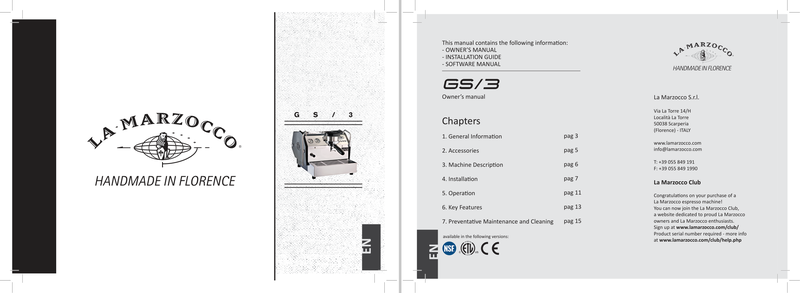 LA MARZOCCO
HANDMADE IN FLORENCE
G S / 3
EN
This manual contains the following information:
- OWNER'S MANUAL
- INSTALLATION GUIDE
- SOFTWARE MANUAL
GS/3
Owner's manual
Chapters
1. General Information pag 3
2. Accessories pag 5
3. Machine Description pag 6
4. Installation pag 7
5. Operation pag 11
6. Key Features pag 13
7. Preventative Maintenance and Cleaning pag 15
available in the following versions:
NSF ETL CE
EN
LA MARZOCCO
HANDMADE IN FLORENCE
La Marzocco S.r.l.
Via La Torre 14/H
Località La Torre
50038 Scarperia
(Florence) - ITALY
www.lamarzocco.com
info@lamarzocco.com
T: +39 055 849 191
F: +39 055 849 1990
La Marzocco Club
Congratulations on your purchase of a
La Marzocco espresso machine!
You can now join the La Marzocco Club,
a website dedicated to proud La Marzocco
owners and La Marzocco enthusiasts.
Sign up at www.lamarzocco.com/club/
Product serial number required - more info
at www.lamarzocco.com/club/help.php